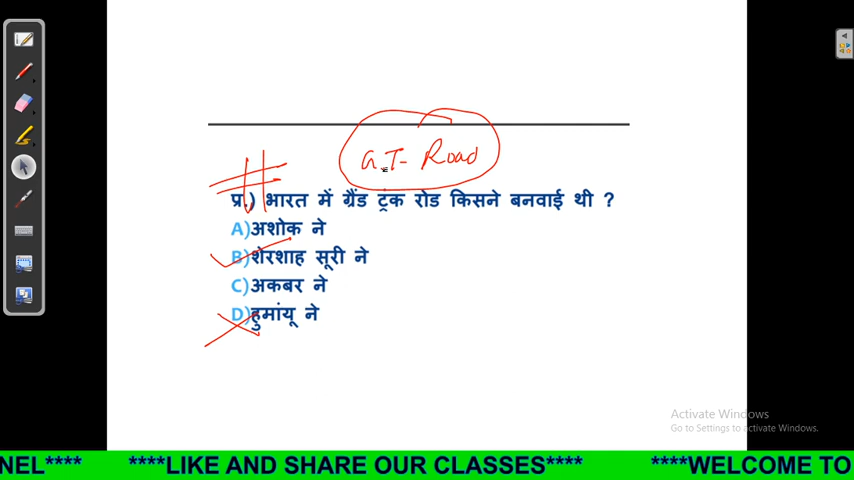 G.T- Road
प्र.) भारत में ग्रैंड ट्रंक रोड किसने बनवाई थी ?
A)अशोक ने
B)शेरशाह सूरी ने
C)अकबर ने
D)हुमांयू ने
Activate Windows
Go to Settings to activate Windows.
NEL**** ****LIKE AND SHARE OUR CLASSES**** ****WELCOME TO